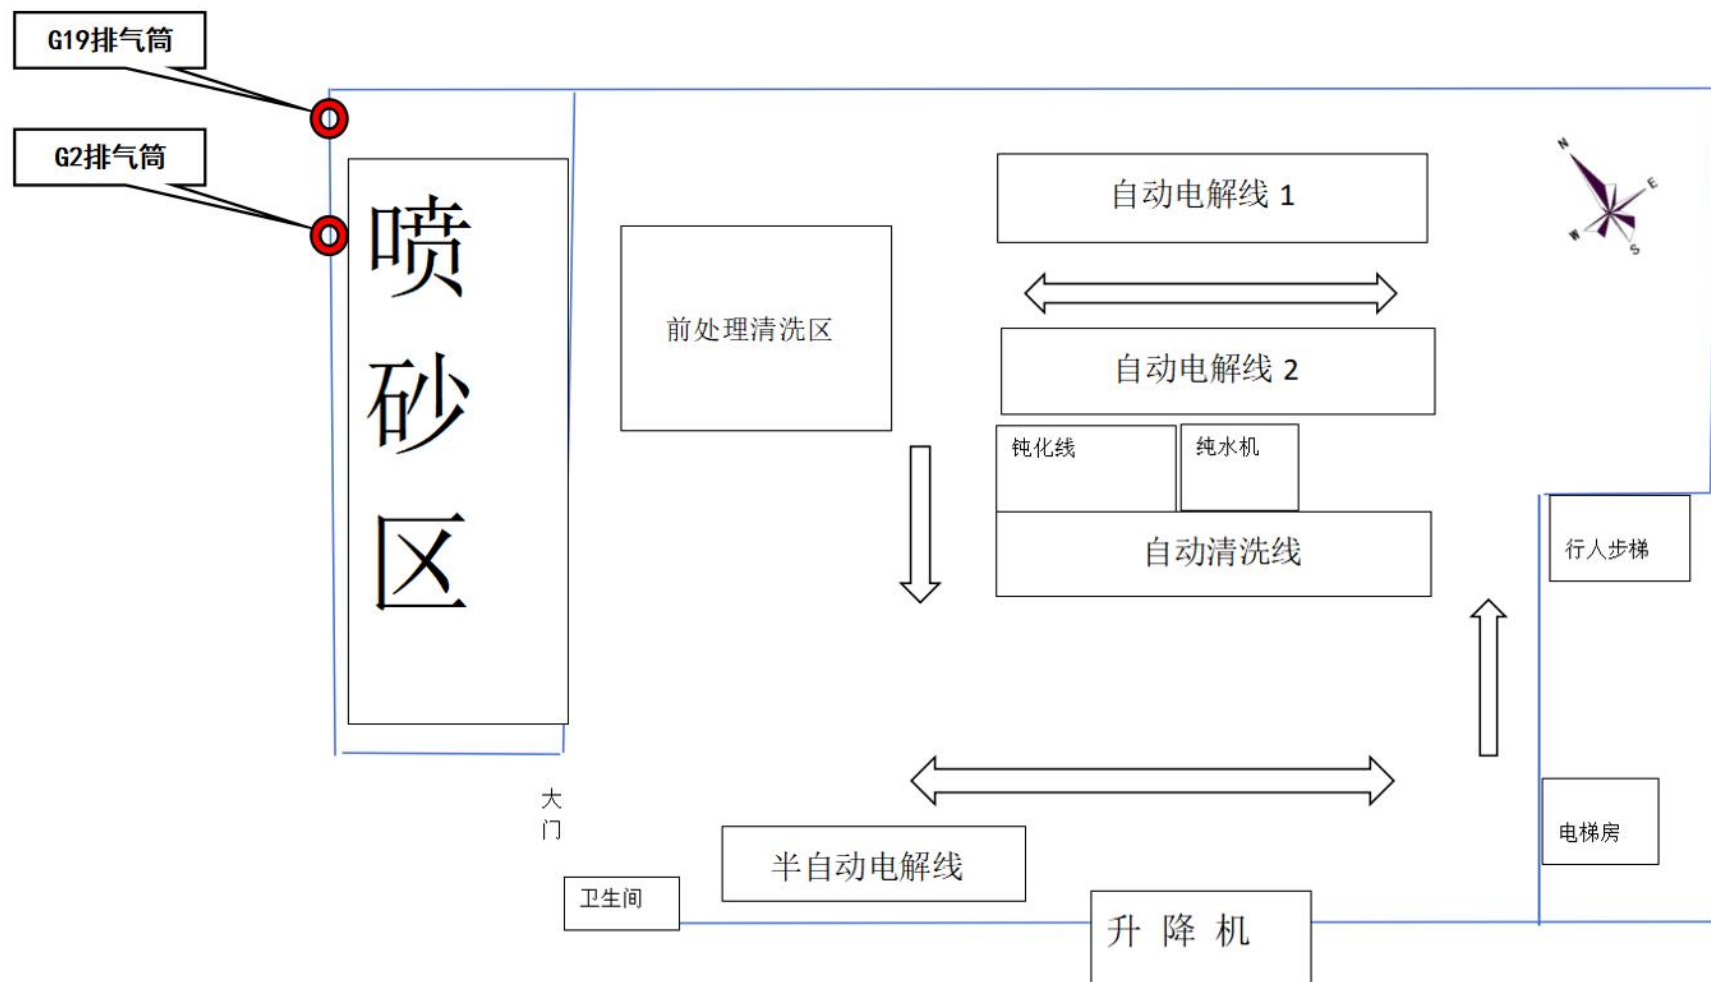 G19排气筒
G2排气筒
喷
砂
区
前处理清洗区
自动电解线 1
N
E
W
S
自动电解线 2
钝化线
纯水机
自动清洗线
行人步梯
大
门
电梯房
半自动电解线
卫生间
升 降 机